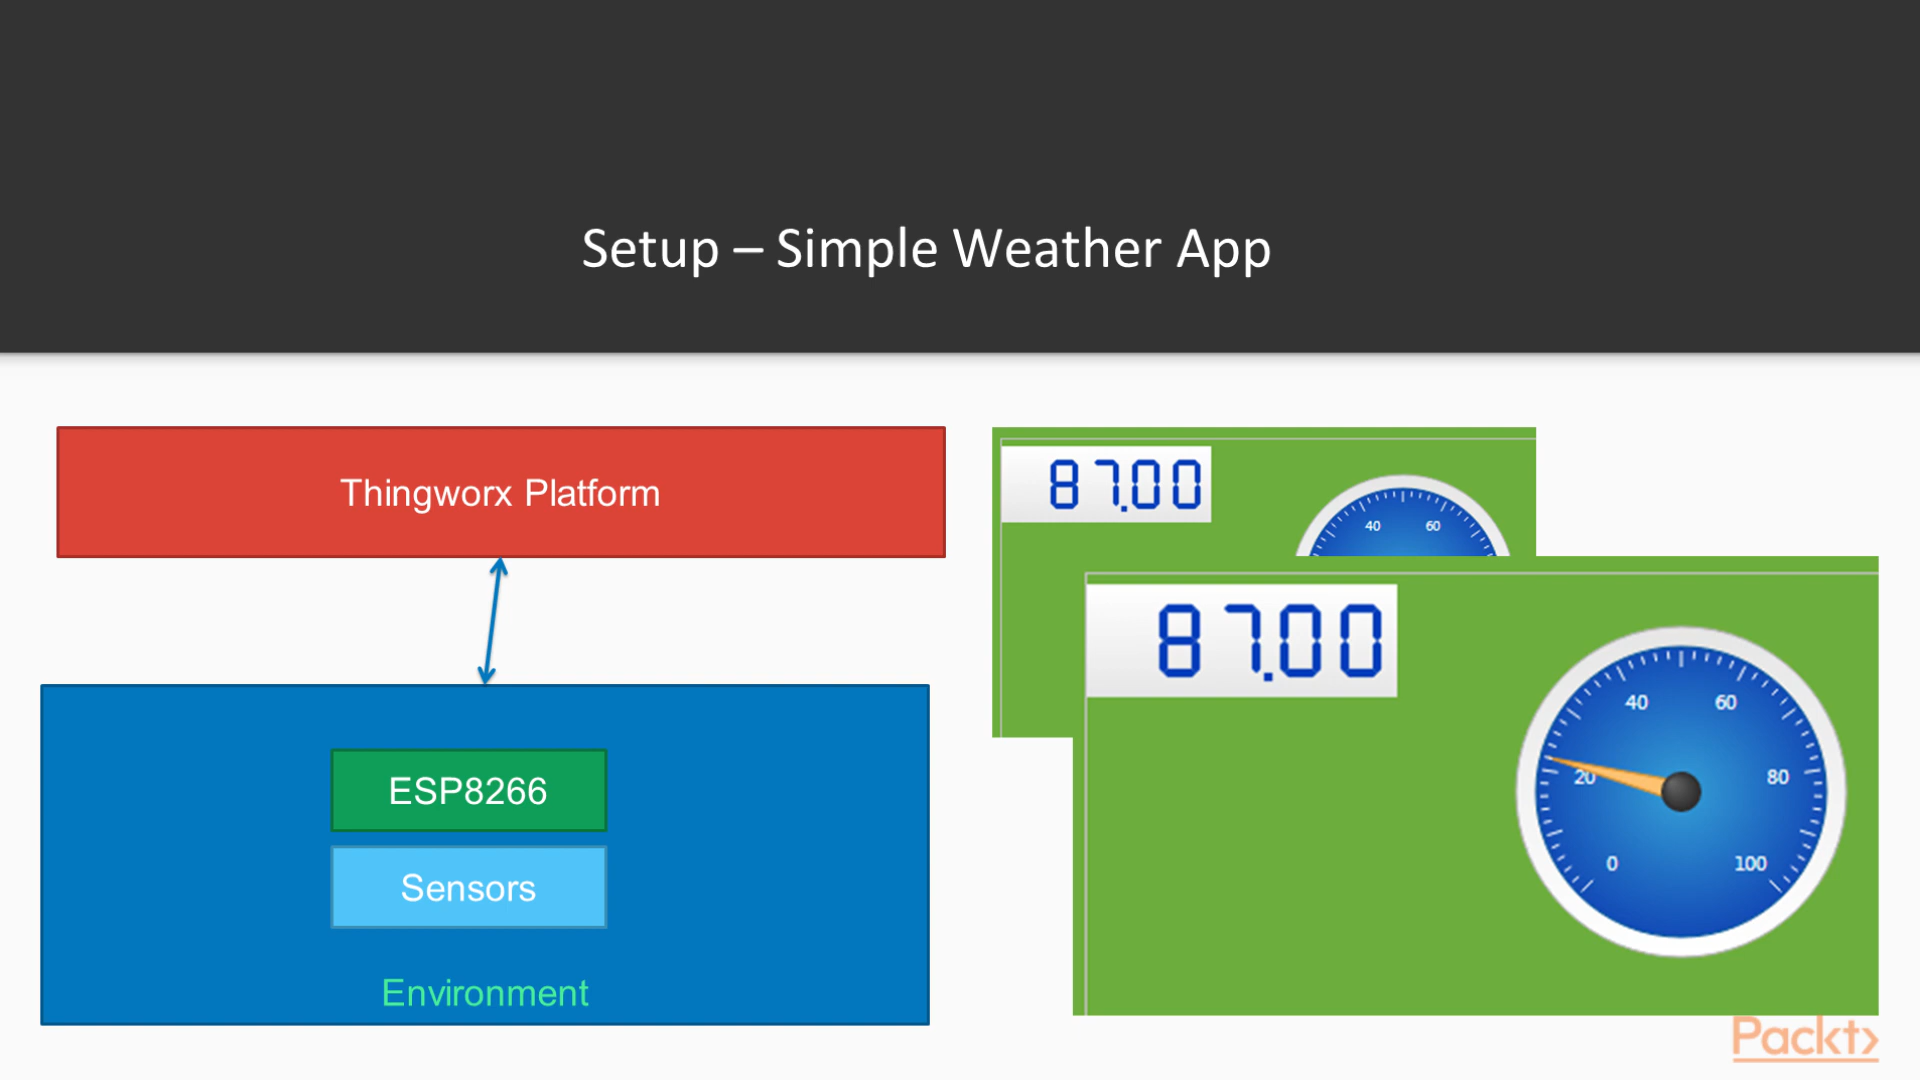 Setup – Simple Weather App
Thingworx Platform
ESP8266
Sensors
Environment
87.00
40 60
87.00
40 60
20 80
0 100
Packt>